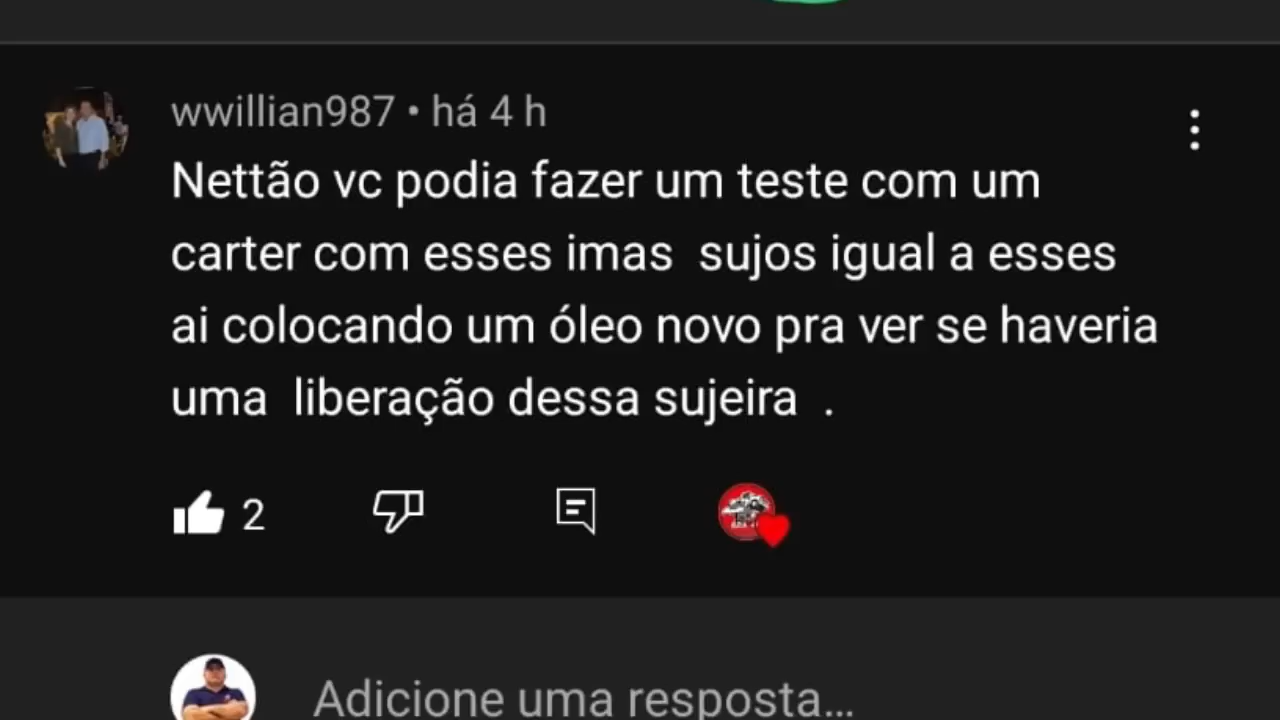 wwillian987 • há 4 h
Nettão vc podia fazer um teste com um
carter com esses imas  sujos igual a esses
ai colocando um óleo novo pra ver se haveria
uma  liberação dessa sujeira  .
2
Adicione uma resposta...